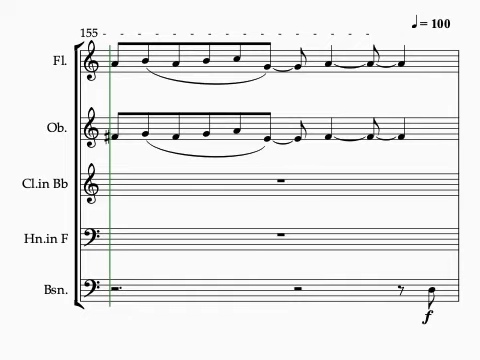 155 - - - - - - - - - - - - - - - - - ♩= 100
Fl.
Ob.
Cl.in Bb
Hn.in F
Bsn.
f